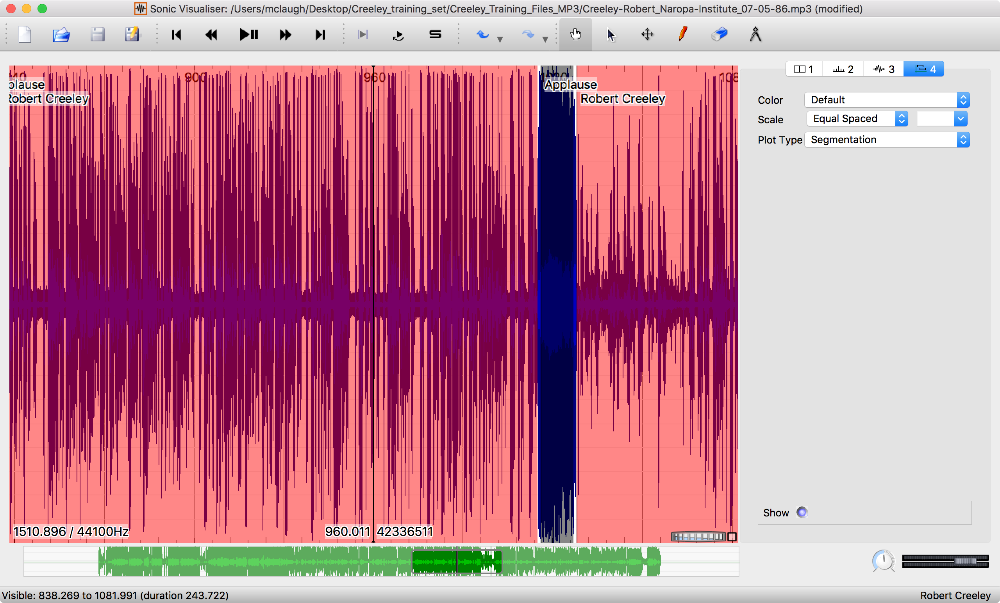 Sonic Visualiser: /Users/mclaugh/Desktop/Creeley_training_set/Creeley_Training_Files_MP3/Creeley-Robert_Naropa-Institute_07-05-86.mp3 (modified)
1 2 3 4
40 900 960 1020 108
plause Applause
Robert Creeley Robert Creeley
Color Default
Scale Equal Spaced
Plot Type Segmentation
Show
1510.896 / 44100Hz 960.011 42336511
Visible: 838.269 to 1081.991 (duration 243.722) Robert Creeley